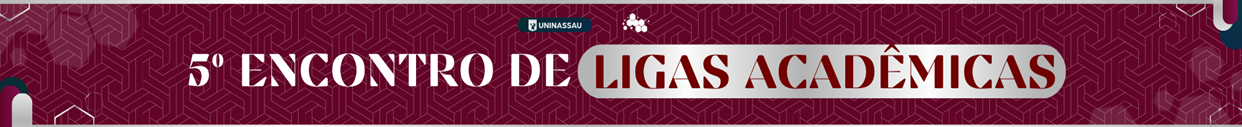 UNINASSAU
5º ENCONTRO DE LIGAS ACADÊMICAS